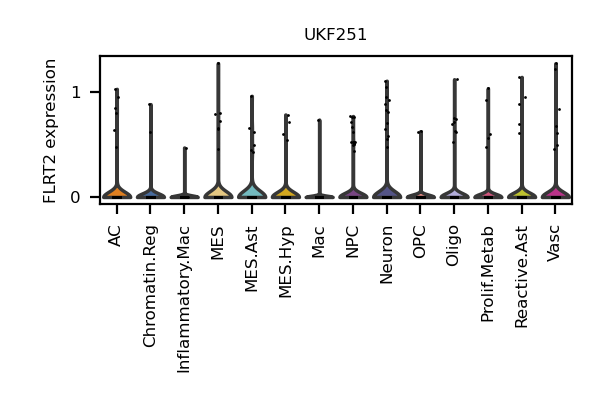 UKF251
FLRT2 expression
1
0
AC
Chromatin.Reg
Inflammatory.Mac
MES
MES.Ast
MES.Hyp
Mac
NPC
Neuron
OPC
Oligo
Prolif.Metab
Reactive.Ast
Vasc